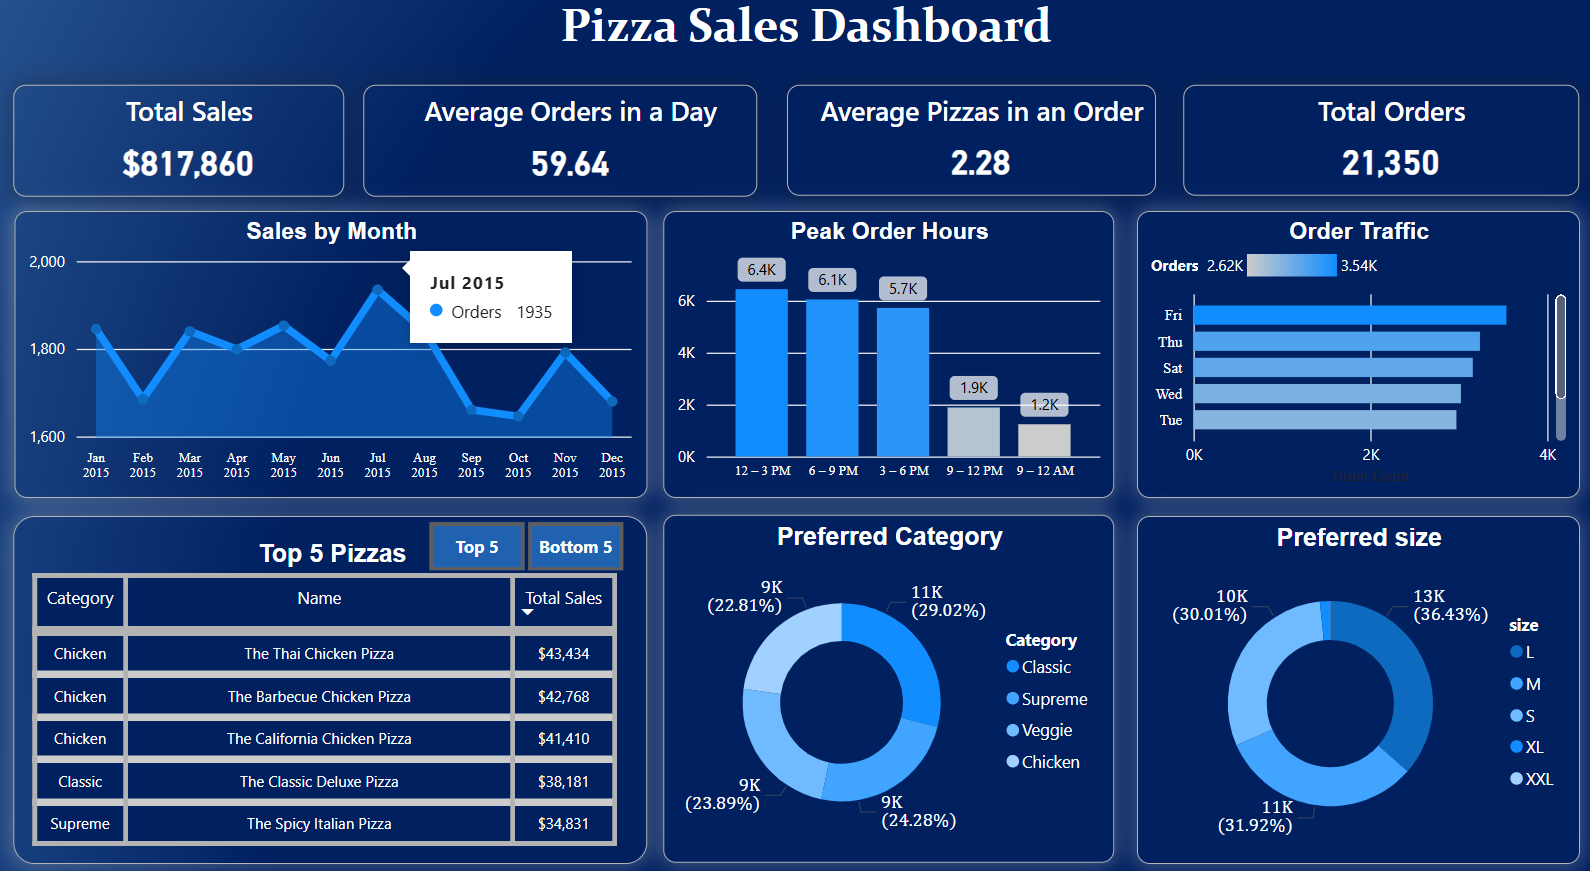 Pizza Sales Dashboard
Total Sales
$817,860
Average Orders in a Day
59.64
Average Pizzas in an Order
2.28
Total Orders
21,350
Sales by Month
2,000
1,800
1,600
Jul 2015
Orders 1935
Jan Feb Mar Apr May Jun Jul Aug Sep Oct Nov Dec
2015 2015 2015 2015 2015 2015 2015 2015 2015 2015 2015 2015
Peak Order Hours
6.4K
6.1K
5.7K
1.9K
1.2K
6K
4K
2K
0K
12 – 3 PM 6 – 9 PM 3 – 6 PM 9 – 12 PM 9 – 12 AM
Order Traffic
Orders 2.62K 3.54K
Fri
Thu
Sat
Wed
Tue
0K 2K 4K
Order Count
Top 5 Pizzas
Top 5
Bottom 5
Category Name Total Sales
Chicken The Thai Chicken Pizza $43,434
Chicken The Barbecue Chicken Pizza $42,768
Chicken The California Chicken Pizza $41,410
Classic The Classic Deluxe Pizza $38,181
Supreme The Spicy Italian Pizza $34,831
Preferred Category
9K
(22.81%)
11K
(29.02%)
9K
(23.89%)
9K
(24.28%)
Category
Classic
Supreme
Veggie
Chicken
Preferred size
10K
(30.01%)
13K
(36.43%)
11K
(31.92%)
size
L
M
S
XL
XXL